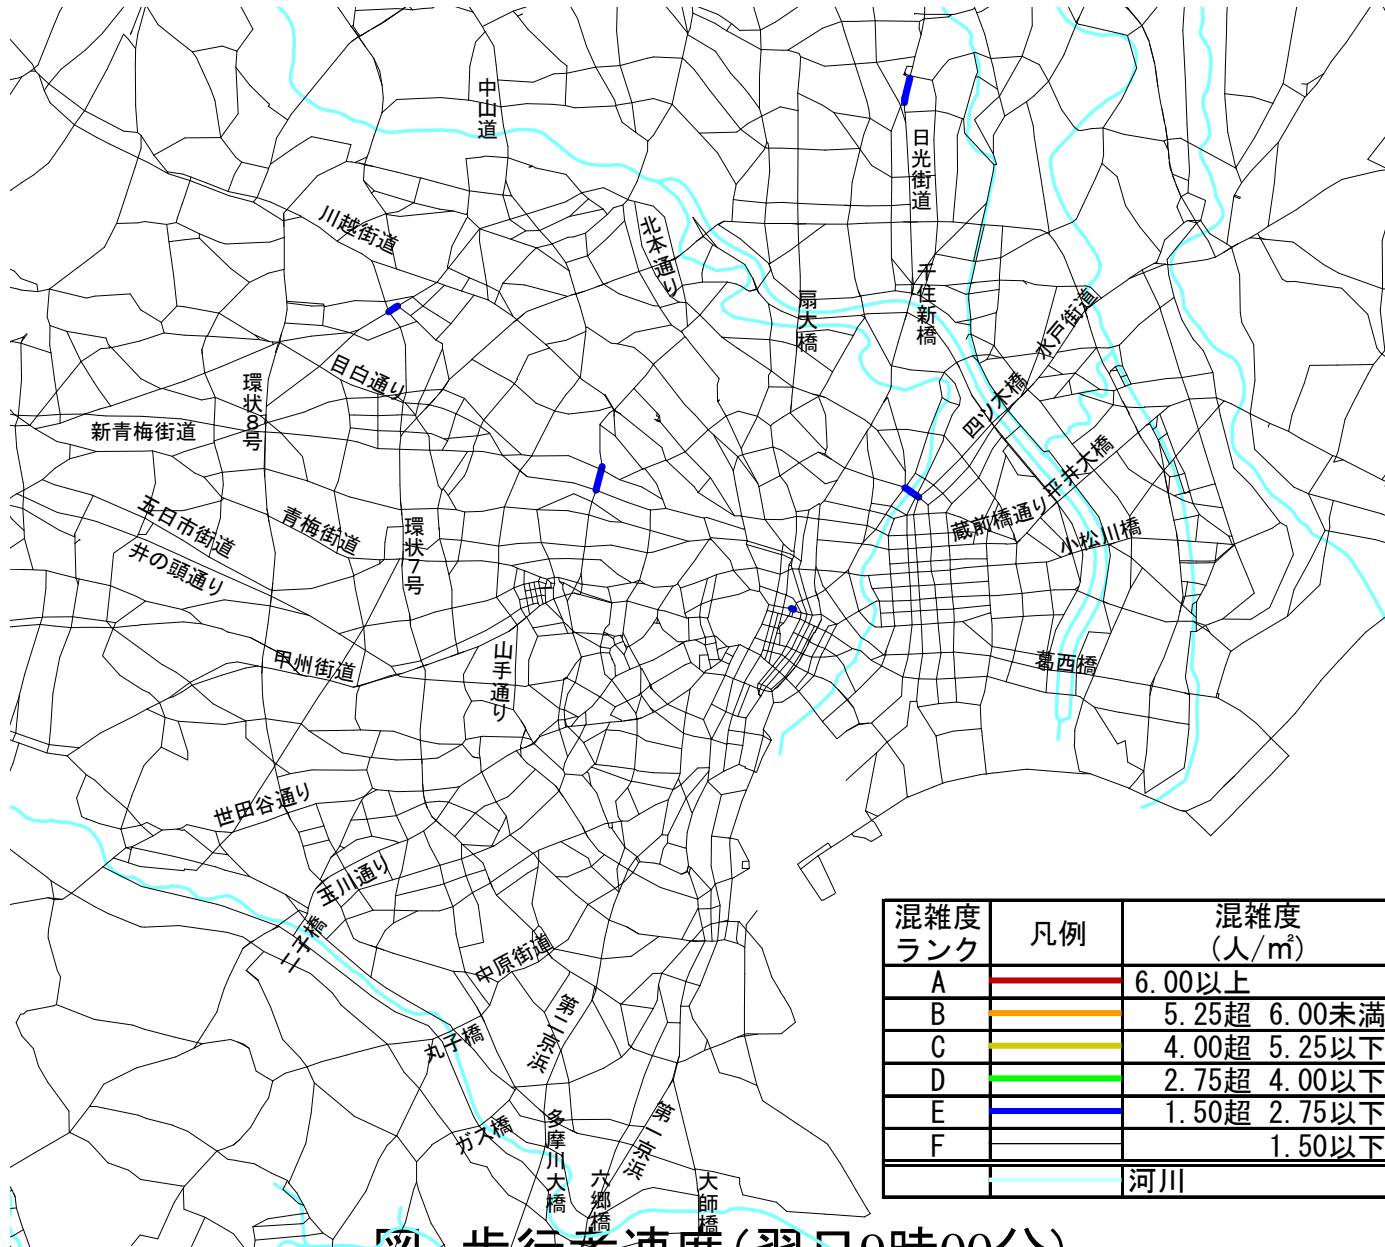 中山道
日光街道
川越街道
北本通り
千住新橋
扇大橋
水戸街道
目白通り
環状8号
四ツ木橋
新青梅街道
平井大橋
五日市街道
青梅街道
環状7号
蔵前橋通り
小松川橋
井の頭通り
甲州街道
山手通り
葛西橋
世田谷通り
玉川通り
二子橋
中原街道
第二京浜
丸子橋
ガス橋
多摩川大橋
第一京浜
六郷橋
大師橋
混雑度ランク 凡例 混雑度(人/㎡)
A 6.00以上
B 5.25超 6.00未満
C 4.00超 5.25以下
D 2.75超 4.00以下
E 1.50超 2.75以下
F 1.50以下
河川